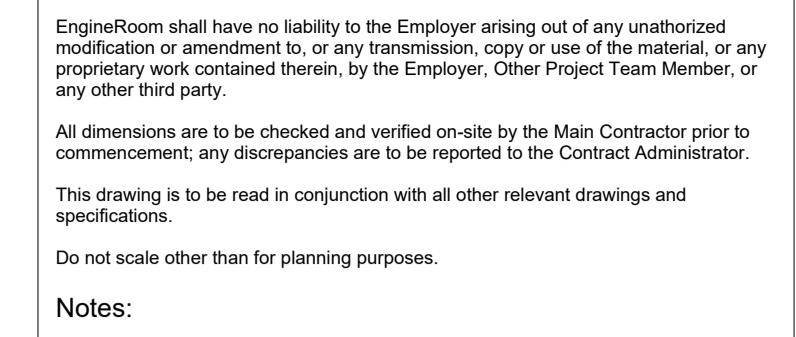 EngineRoom shall have no liability to the Employer arising out of any unathorized
modification or amendment to, or any transmission, copy or use of the material, or any
proprietary work contained therein, by the Employer, Other Project Team Member, or
any other third party.
All dimensions are to be checked and verified on-site by the Main Contractor prior to
commencement; any discrepancies are to be reported to the Contract Administrator.
This drawing is to be read in conjunction with all other relevant drawings and
specifications.
Do not scale other than for planning purposes.
Notes: